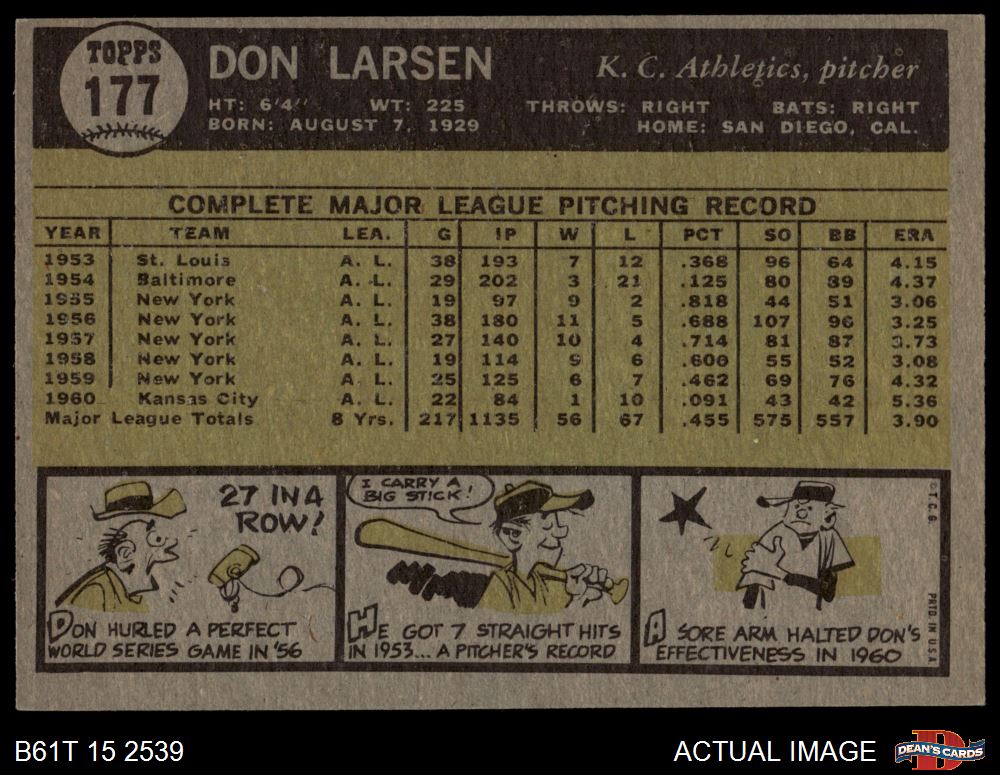 TOPPS
177
DON LARSEN
K. C. Athletics, pitcher
HT: 6'4" WT: 225 THROWS: RIGHT BATS: RIGHT
BORN: AUGUST 7, 1929 HOME: SAN DIEGO, CAL.
COMPLETE MAJOR LEAGUE PITCHING RECORD
YEAR TEAM LEA. G IP W L PCT SO BB ERA
1953 St. Louis A. L. 38 193 7 12 .368 96 64 4.15
1954 Baltimore A. L. 29 202 3 21 .125 80 89 4.37
1955 New York A. L. 19 97 9 2 .818 44 51 3.06
1956 New York A. L. 38 180 11 5 .688 107 96 3.25
1957 New York A. L. 27 140 10 4 .714 81 87 3.73
1958 New York A. L. 19 114 9 6 .600 55 52 3.08
1959 New York A. L. 25 125 6 7 .462 69 76 4.32
1960 Kansas City A. L. 22 84 1 10 .091 43 42 5.36
Major League Totals 8 Yrs. 217 1135 56 67 .455 575 557 3.90
27 IN A
ROW!
DON HURLED A PERFECT
WORLD SERIES GAME IN '56
I CARRY A
BIG STICK!
HE GOT 7 STRAIGHT HITS
IN 1953... A PITCHER'S RECORD
A SORE ARM HALTED DON'S
EFFECTIVENESS IN 1960
© T.C.G. PRTD IN U.S.A.
B61T 15 2539
ACTUAL IMAGE
DEAN'S CARDS